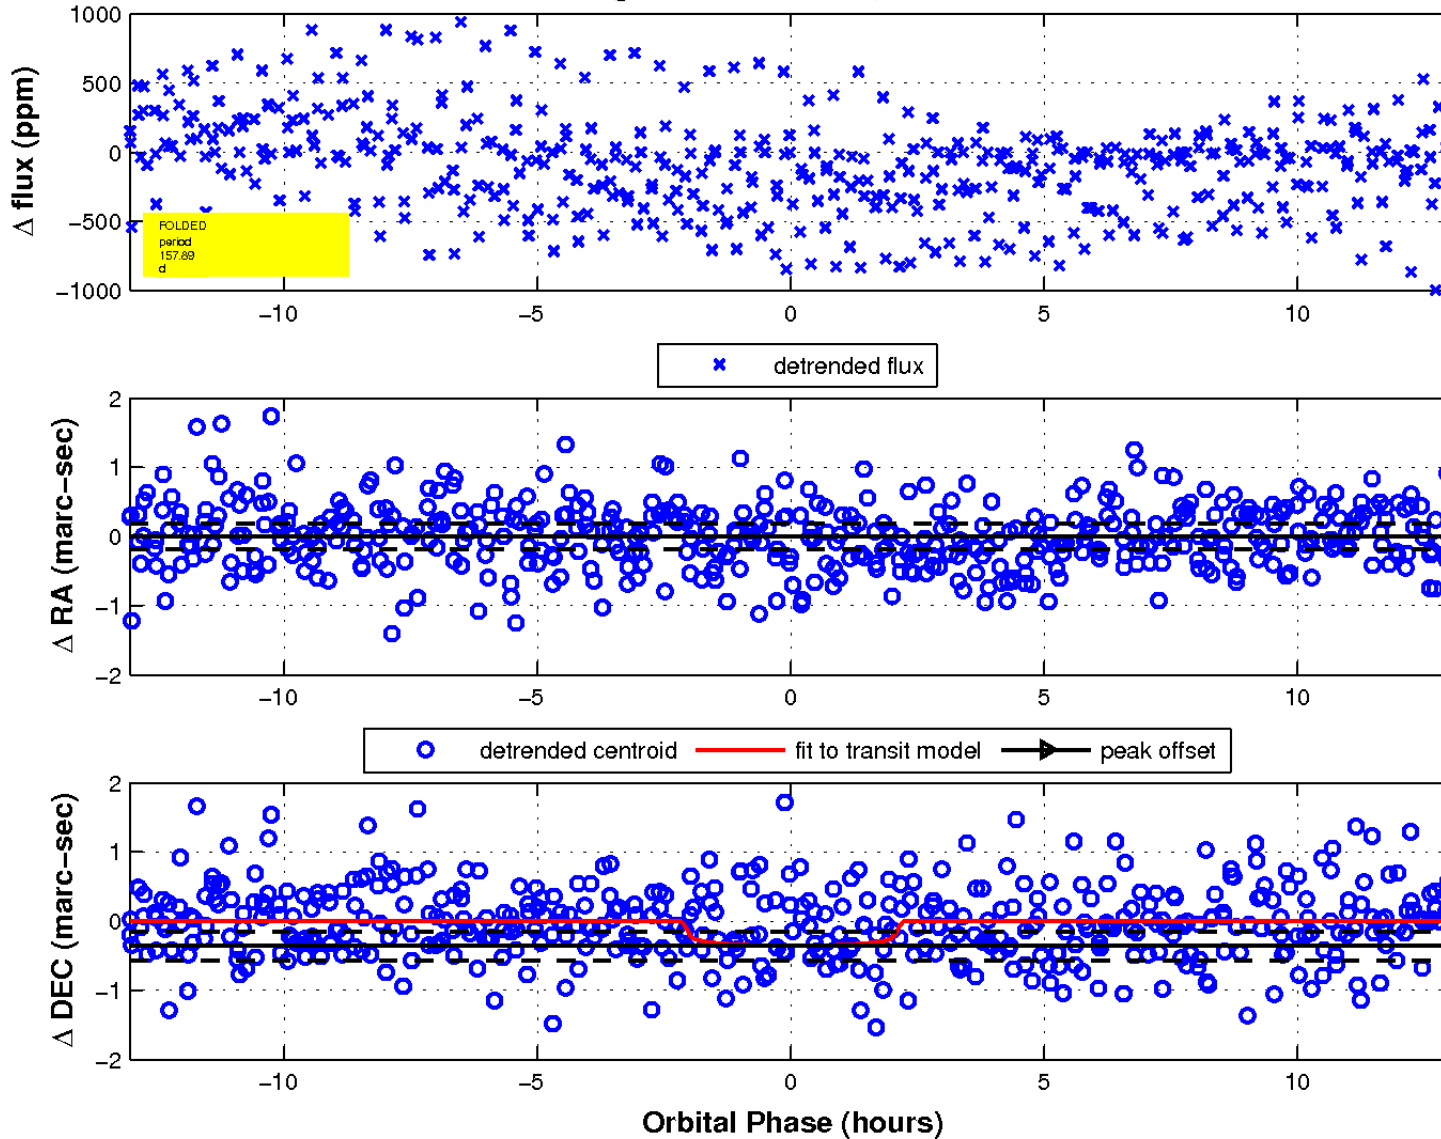 1000
500
0
−500
−1000
Δ flux (ppm)
FOLDED
period
157.89
d
−10
−5
0
5
10
detrended flux
2
1
0
−1
−2
Δ RA (marc−sec)
−10
−5
0
5
10
detrended centroid
fit to transit model
peak offset
2
1
0
−1
−2
Δ DEC (marc−sec)
−10
−5
0
5
10
Orbital Phase (hours)